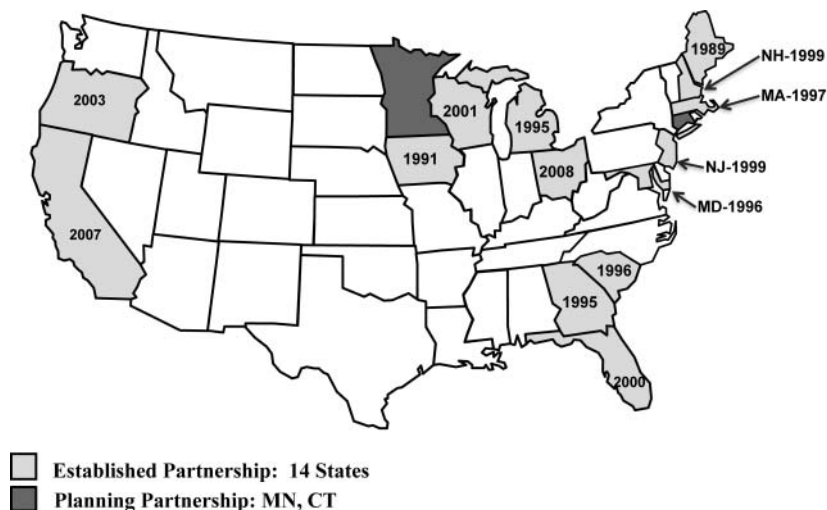 1989
NH-1999
2003
MA-1997
2001
1995
1991
2008
NJ-1999
MD-1996
2007
1996
1995
2000
Established Partnership: 14 States
Planning Partnership: MN, CT